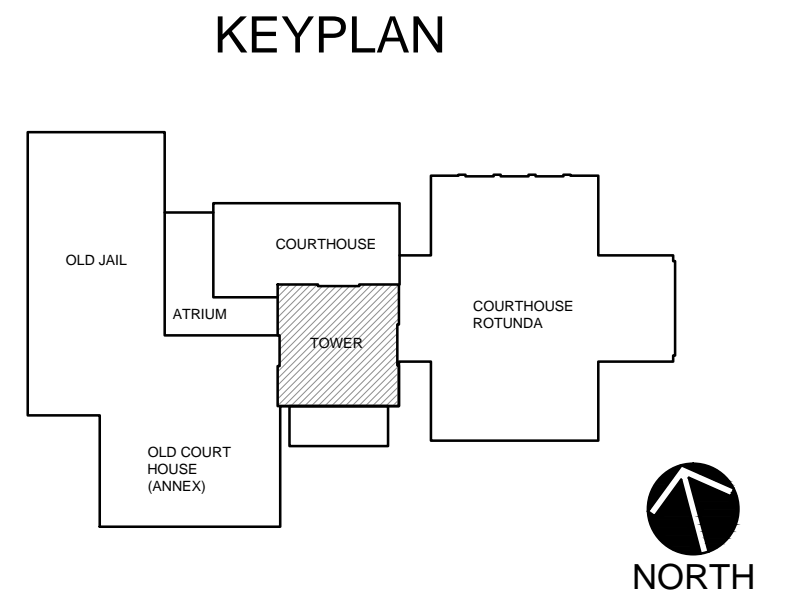 KEYPLAN
OLD JAIL
COURTHOUSE
ATRIUM
TOWER
COURTHOUSE
ROTUNDA
OLD COURT
HOUSE
(ANNEX)
NORTH